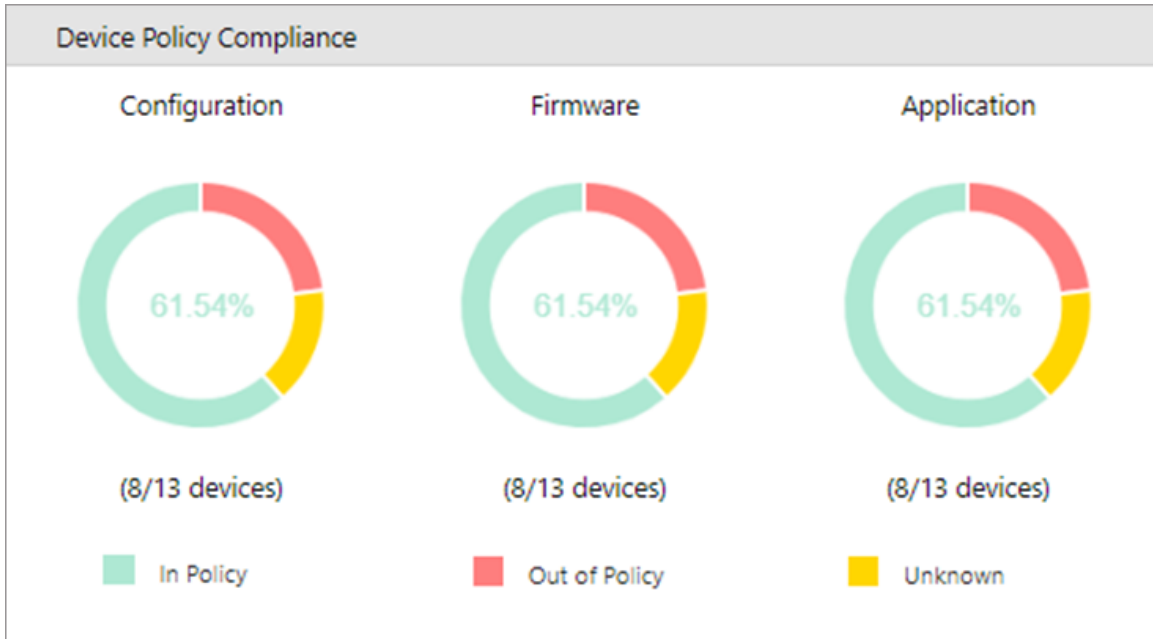 Device Policy Compliance
Configuration Firmware Application
61.54% 61.54% 61.54%
(8/13 devices) (8/13 devices) (8/13 devices)
In Policy Out of Policy Unknown